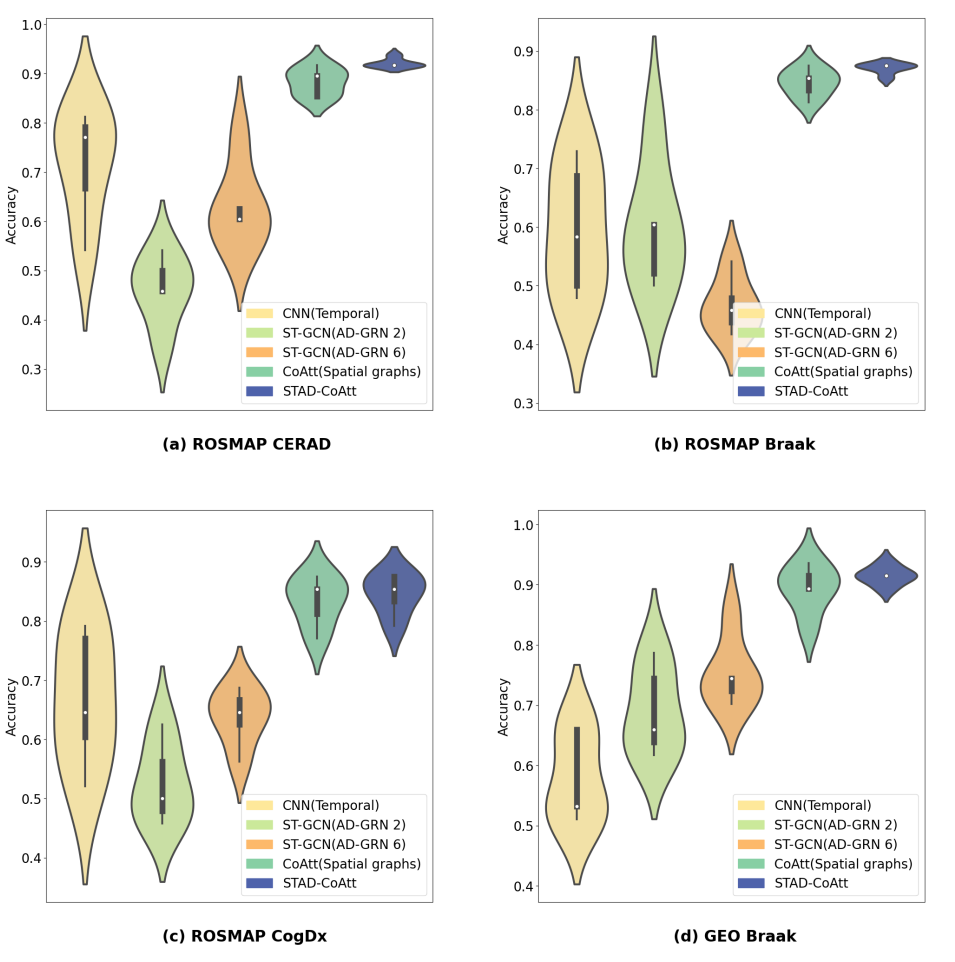 1.0
0.9
0.8
0.7
0.6
0.5
0.4
0.3
Accuracy
CNN(Temporal)
ST-GCN(AD-GRN 2)
ST-GCN(AD-GRN 6)
CoAtt(Spatial graphs)
STAD-CoAtt
(a) ROSMAP CERAD
0.9
0.8
0.7
0.6
0.5
0.4
0.3
Accuracy
CNN(Temporal)
ST-GCN(AD-GRN 2)
ST-GCN(AD-GRN 6)
CoAtt(Spatial graphs)
STAD-CoAtt
(b) ROSMAP Braak
0.9
0.8
0.7
0.6
0.5
0.4
Accuracy
CNN(Temporal)
ST-GCN(AD-GRN 2)
ST-GCN(AD-GRN 6)
CoAtt(Spatial graphs)
STAD-CoAtt
(c) ROSMAP CogDx
1.0
0.9
0.8
0.7
0.6
0.5
0.4
Accuracy
CNN(Temporal)
ST-GCN(AD-GRN 2)
ST-GCN(AD-GRN 6)
CoAtt(Spatial graphs)
STAD-CoAtt
(d) GEO Braak